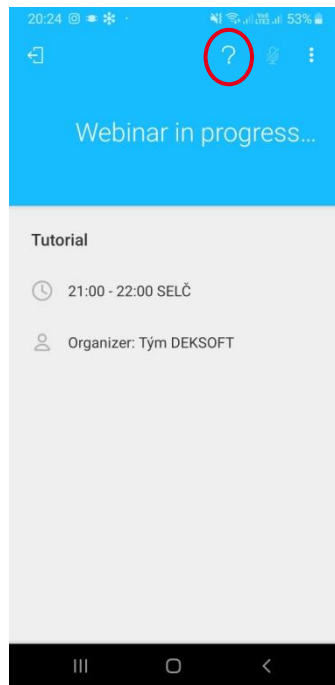 20:24 53%
?
Webinar in progress...
Tutorial
21:00 - 22:00 SELČ
Organizer: Tým DEKSOFT